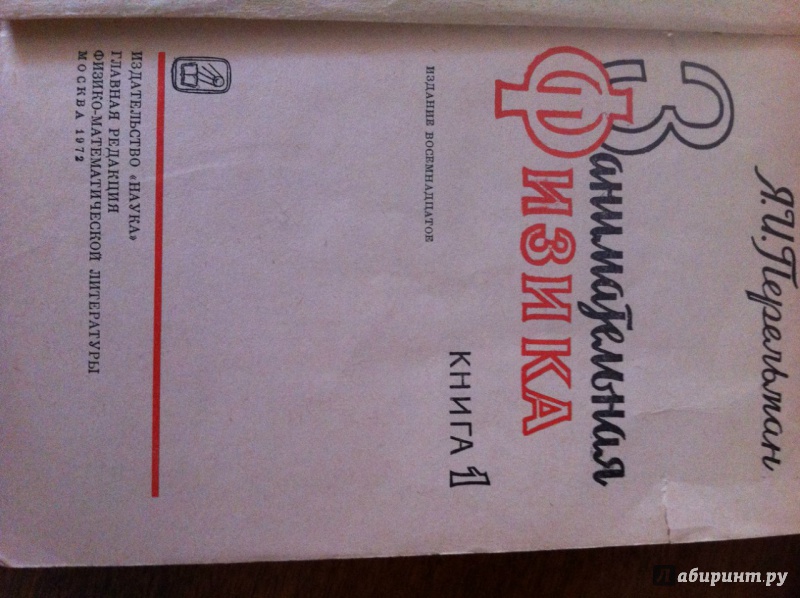 Я.И.Перельман
Занимательная
ФИЗИКА
КНИГА 1
ИЗДАНИЕ ВОСЕМНАДЦАТОЕ
ИЗДАТЕЛЬСТВО «НАУКА»
ГЛАВНАЯ РЕДАКЦИЯ
ФИЗИКО-МАТЕМАТИЧЕСКОЙ ЛИТЕРАТУРЫ
МОСКВА 1972
Лабиринт.ру